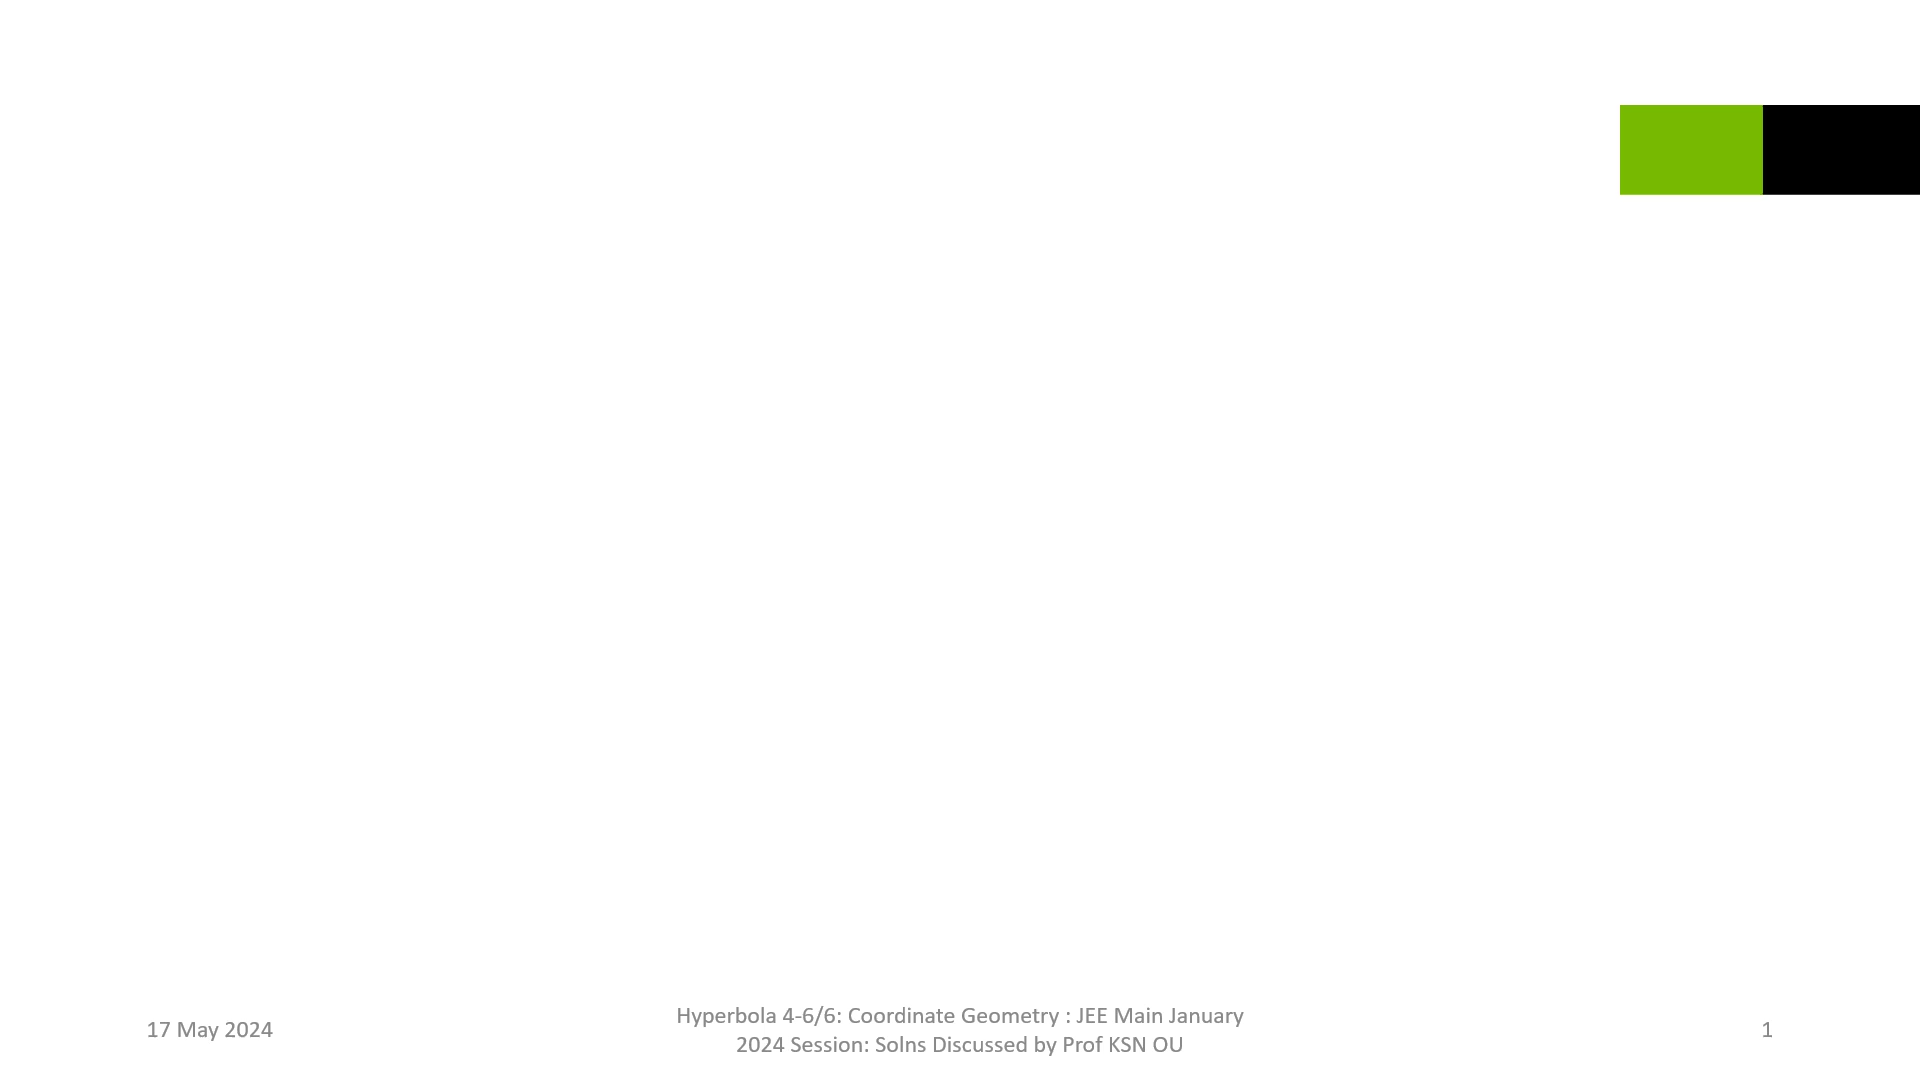 17 May 2024
Hyperbola 4-6/6: Coordinate Geometry : JEE Main January
2024 Session: Solns Discussed by Prof KSN OU
1